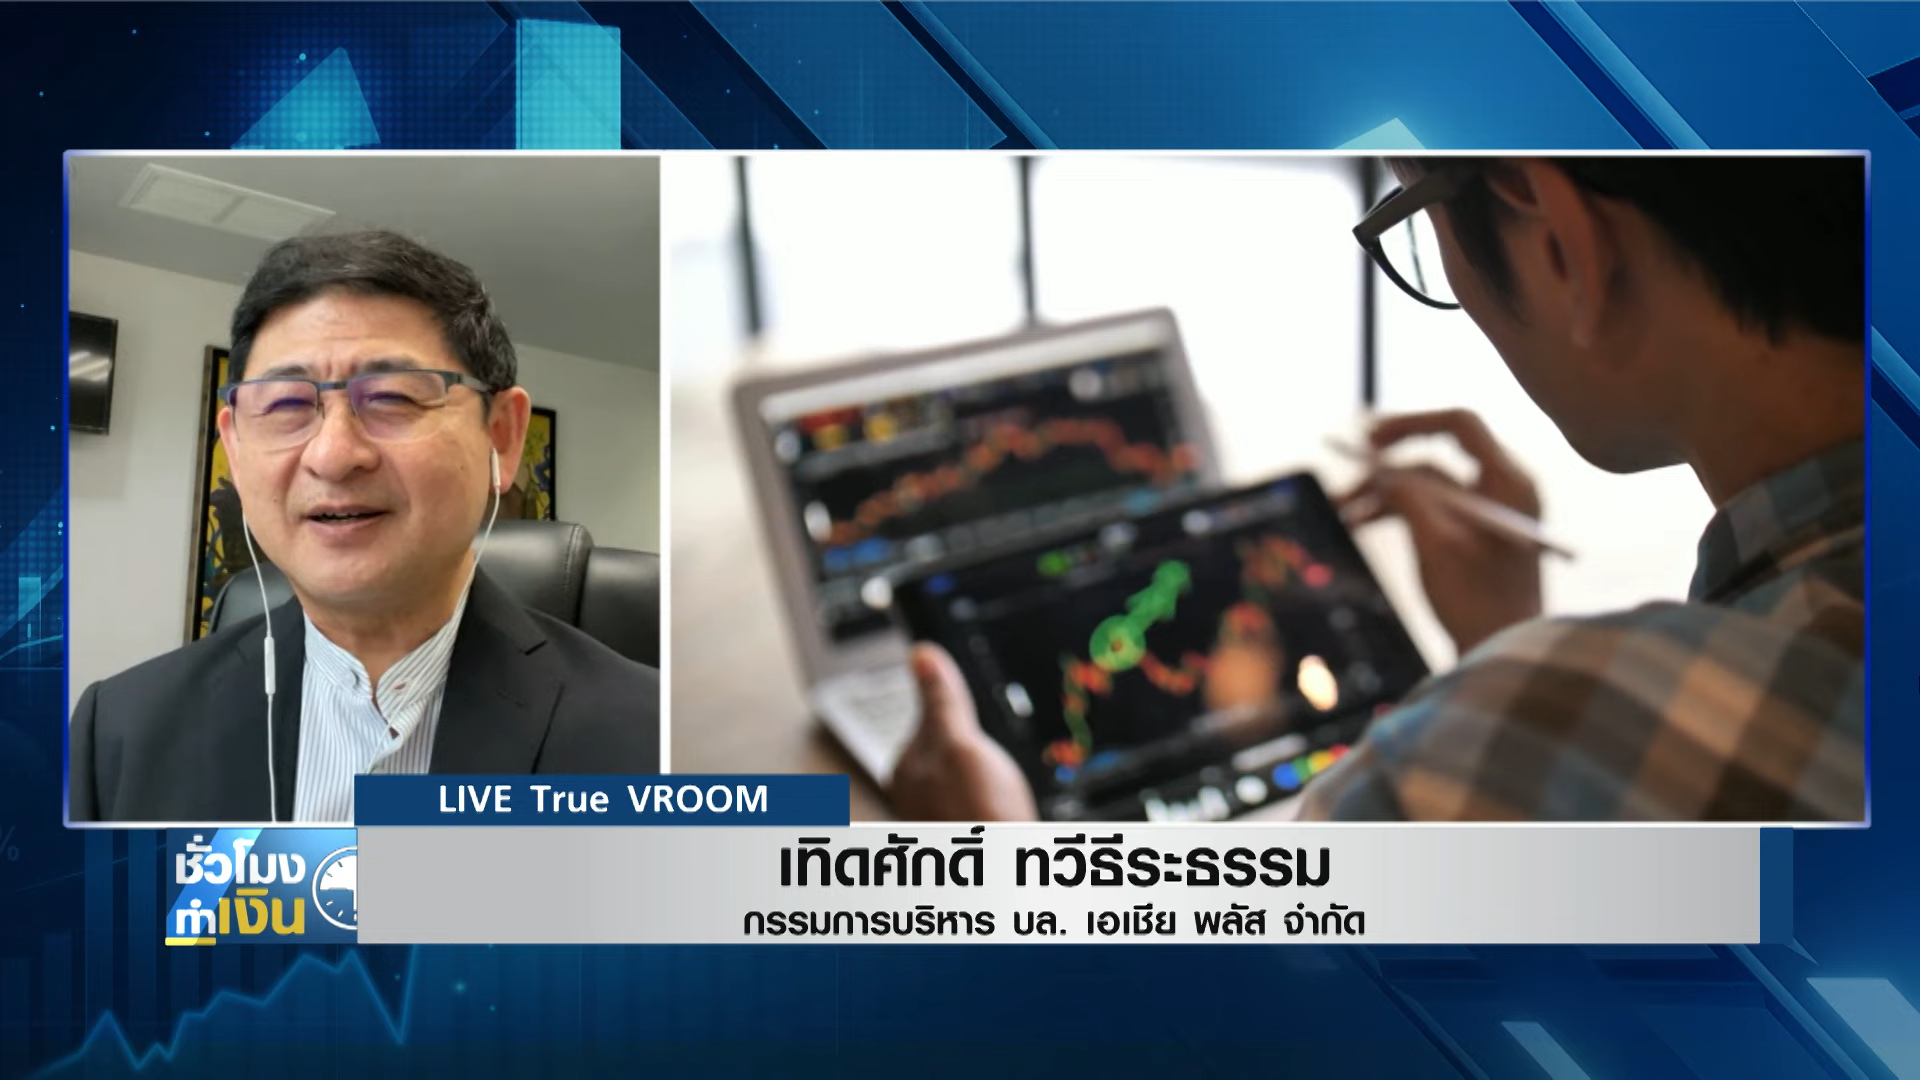 LIVE True VROOM
ชั่วโมง
ทำเงิน
เทิดศักดิ์ ทวีธีระธรรม
กรรมการบริหาร บล. เอเชีย พลัส จำกัด